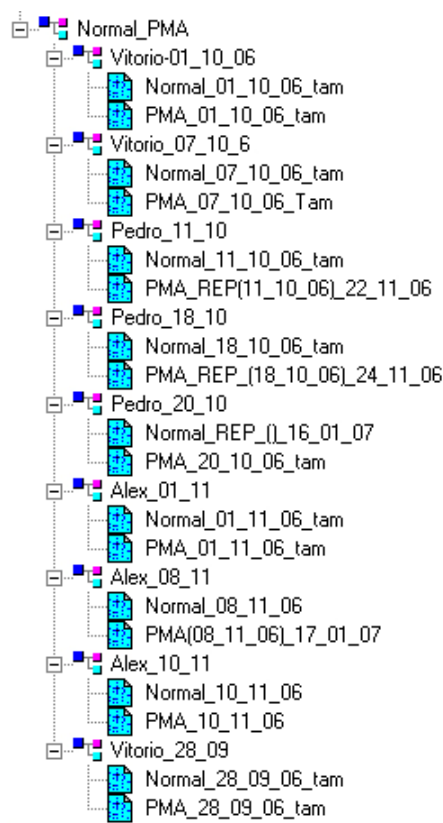 Normal_PMA
Vitorio-01_10_06
Normal_01_10_06_tam
PMA_01_10_06_tam
Vitorio_07_10_6
Normal_07_10_06_tam
PMA_07_10_06_Tam
Pedro_11_10
Normal_11_10_06_tam
PMA_REP(11_10_06)_22_11_06
Pedro_18_10
Normal_18_10_06_tam
PMA_REP_(18_10_06)_24_11_06
Pedro_20_10
Normal_REP_()_16_01_07
PMA_20_10_06_tam
Alex_01_11
Normal_01_11_06_tam
PMA_01_11_06_tam
Alex_08_11
Normal_08_11_06
PMA(08_11_06)_17_01_07
Alex_10_11
Normal_10_11_06
PMA_10_11_06
Vitorio_28_09
Normal_28_09_06_tam
PMA_28_09_06_tam